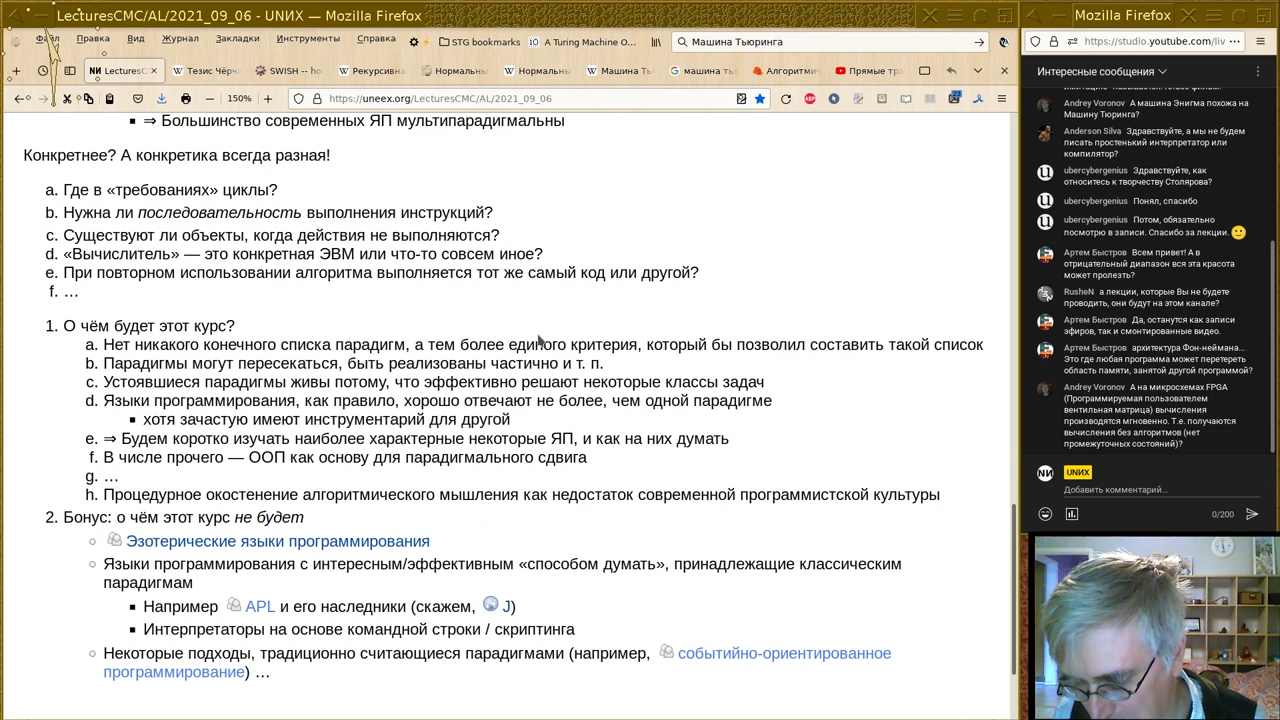 LecturesCMC/AL/2021_09_06 - UNИX — Mozilla Firefox
Файл Правка Вид Журнал Закладки Инструменты Справка
STG bookmarks
A Turing Machine O...
Машина Тьюринга
LecturesC
Тезис Чёрч
SWISH -- ho
Рекурсивна
Нормальны
Нормальны
Машина Тью
машина тью
Алгоритмич
Прямые тра
150%
https://uneex.org/LecturesCMC/AL/2021_09_06
⇒ Большинство современных ЯП мультипарадигмальны
Конкретнее? А конкретика всегда разная!
a. Где в «требованиях» циклы?
b. Нужна ли последовательность выполнения инструкций?
c. Существуют ли объекты, когда действия не выполняются?
d. «Вычислитель» — это конкретная ЭВМ или что-то совсем иное?
e. При повторном использовании алгоритма выполняется тот же самый код или другой?
f. …
1. О чём будет этот курс?
a. Нет никакого конечного списка парадигм, а тем более единого критерия, который бы позволил составить такой список
b. Парадигмы могут пересекаться, быть реализованы частично и т. п.
c. Устоявшиеся парадигмы живы потому, что эффективно решают некоторые классы задач
d. Языки программирования, как правило, хорошо отвечают не более, чем одной парадигме
хотя зачастую имеют инструментарий для другой
e. ⇒ Будем коротко изучать наиболее характерные некоторые ЯП, и как на них думать
f. В числе прочего — ООП как основу для парадигмального сдвига
g. …
h. Процедурное окостенение алгоритмического мышления как недостаток современной программистской культуры
2. Бонус: о чём этот курс не будет
Эзотерические языки программирования
Языки программирования с интересным/эффективным «способом думать», принадлежащие классическим
парадигмам
Например APL и его наследники (скажем, J)
Интерпретаторы на основе командной строки / скриптинга
Некоторые подходы, традиционно считающиеся парадигмами (например, событийно-ориентированное
программирование) …
Mozilla Firefox
https://studio.youtube.com/liv
Интересные сообщения
Andrey Voronov А машина Энигма похожа на
Машину Тюринга?
Anderson Silva Здравствуйте, а мы не будем
писать простенький интерпретатор или
компилятор?
ubercybergenius Здравствуйте, как
относитесь к творчеству Столярова?
ubercybergenius Понял, спасибо
ubercybergenius Потом, обязательно
посмотрю в записи. Спасибо за лекции.
Артем Быстров Всем привет! А в
отрицательный диапазон вся эта красота
может пролезть?
RusheN а лекции, которые Вы не будете
проводить, они будут на этом канале?
Артем Быстров Да, останутся как записи
эфиров, так и смонтированные видео.
Артем Быстров архитектура Фон-неймана...
Это где любая программа может перетереть
область памяти, занятой другой программой?
Andrey Voronov А на микросхемах FPGA
(Программируемая пользователем
вентильная матрица) вычисления
производятся мгновенно. Т.е. получаются
вычисления без алгоритмов (нет
промежуточных состояний)?
UNИX
Добавить комментарий...
0/200